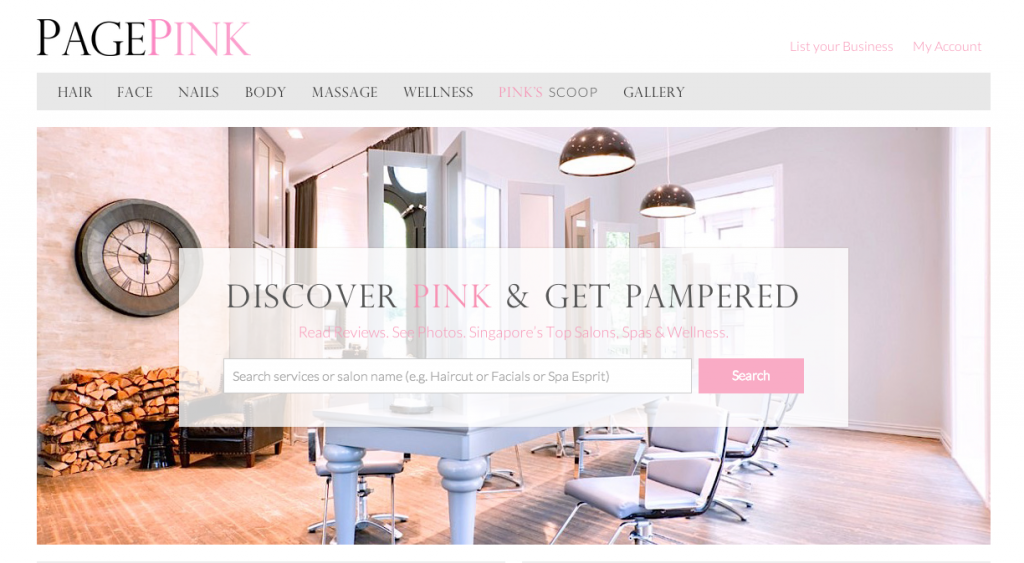 PAGEPINK
List your Business My Account
HAIR FACE NAILS BODY MASSAGE WELLNESS PINK'S SCOOP GALLERY
DISCOVER PINK & GET PAMPERED
Read Reviews. See Photos. Singapore's Top Salons, Spas & Wellness.
Search services or salon name (e.g. Haircut or Facials or Spa Esprit) Search